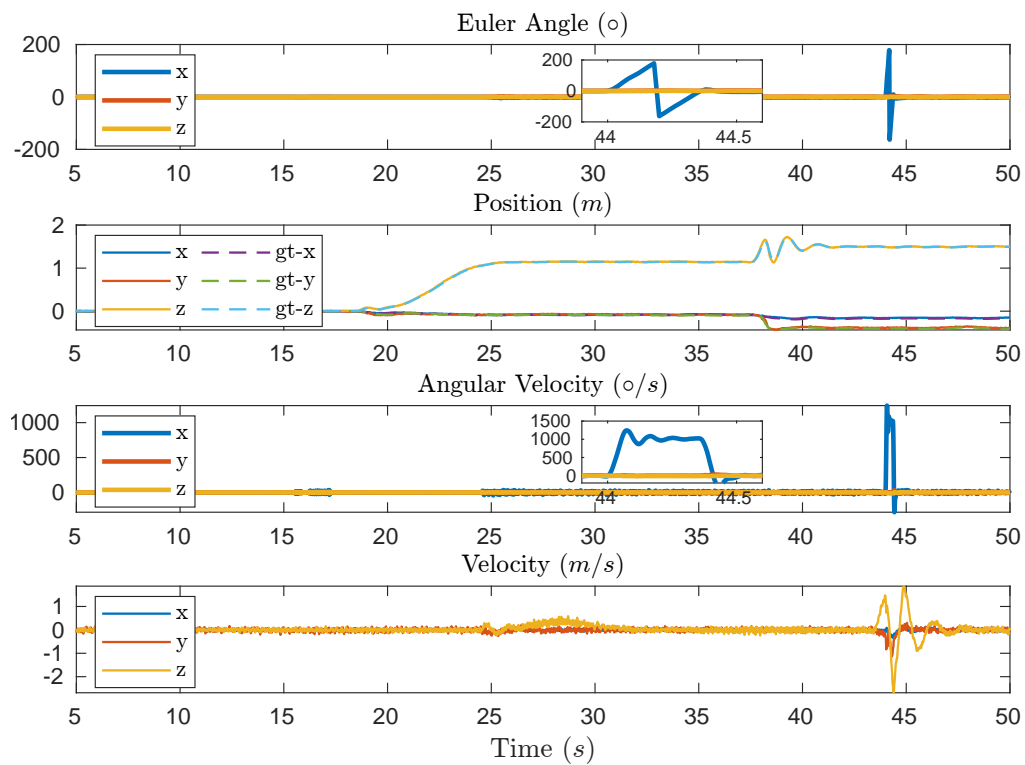 Euler Angle (○)
200
0
-200
x
y
z
200
100
0
-100
-200
44
44.5
5 10 15 20 25 30 35 40 45 50
Position (m)
2
1
0
x gt-x
y gt-y
z gt-z
5 10 15 20 25 30 35 40 45 50
Angular Velocity (○/s)
1000
500
0
x
y
z
1500
1000
500
0
44
44.5
5 10 15 20 25 30 35 40 45 50
Velocity (m/s)
1
0
-1
-2
x
y
z
5 10 15 20 25 30 35 40 45 50
Time (s)